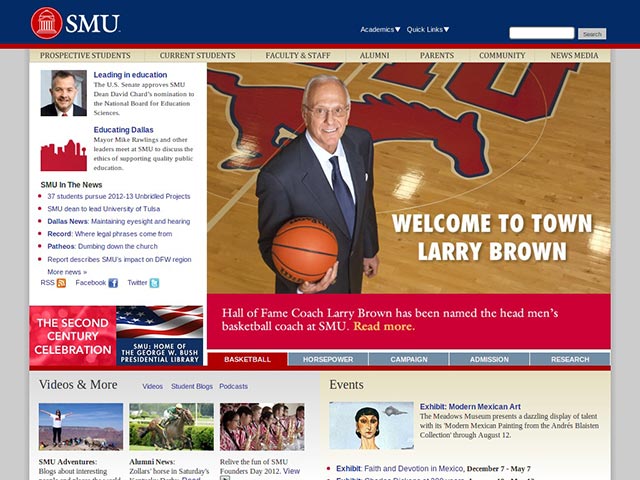 SMU
Academics
Quick Links
Search
PROSPECTIVE STUDENTS
CURRENT STUDENTS
FACULTY & STAFF
ALUMNI
PARENTS
COMMUNITY
NEWS MEDIA
Leading in education
The U.S. Senate approves SMU
Dean David Chard's nomination to
the National Board for Education
Sciences.
Educating Dallas
Mayor Mike Rawlings and other
leaders meet at SMU to discuss the
ethics of supporting quality public
education.
SMU In The News
37 students pursue 2012-13 Unbridled Projects
SMU dean to lead University of Tulsa
Dallas News: Maintaining eyesight and hearing
Record: Where legal phrases come from
Patheos: Dumbing down the church
Report describes SMU's impact on DFW region
More news »
RSS
Facebook
Twitter
THE SECOND
CENTURY
CELEBRATION
SMU: HOME OF
THE GEORGE W. BUSH
PRESIDENTIAL LIBRARY
WELCOME TO TOWN
LARRY BROWN
Hall of Fame Coach Larry Brown has been named the head men's
basketball coach at SMU. Read more.
BASKETBALL
HORSEPOWER
CAMPAIGN
ADMISSION
RESEARCH
Videos & More
Videos
Student Blogs
Podcasts
SMU Adventures:
Blogs about interesting
people and places the world
Alumni News:
Zollars' horse in Saturday's
Kentucky Derby. Read
Relive the fun of SMU
Founders Day 2012. View
Events
Exhibit: Modern Mexican Art
The Meadows Museum presents a dazzling display of talent
with its 'Modern Mexican Painting from the Andrés Blaisten
Collection' through August 12.
Exhibit: Faith and Devotion in Mexico, December 7 - May 7